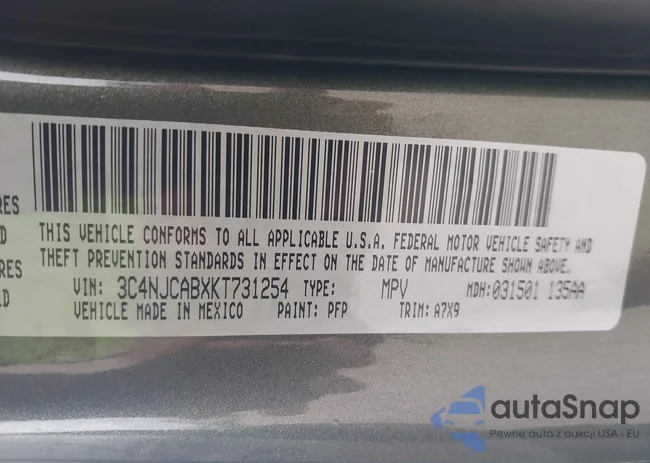 RES
D
RES
LD
THIS VEHICLE CONFORMS TO ALL APPLICABLE U.S.A. FEDERAL MOTOR VEHICLE SAFETY AND
THEFT PREVENTION STANDARDS IN EFFECT ON THE DATE OF MANUFACTURE SHOWN ABOVE.
VIN: 3C4NJCABXKT731254 TYPE: MPV MDH: 031501 135AA
VEHICLE MADE IN MEXICO PAINT: PFP TRIM: A7X9
autaSnap
Pewne auta z aukcji USA - EU